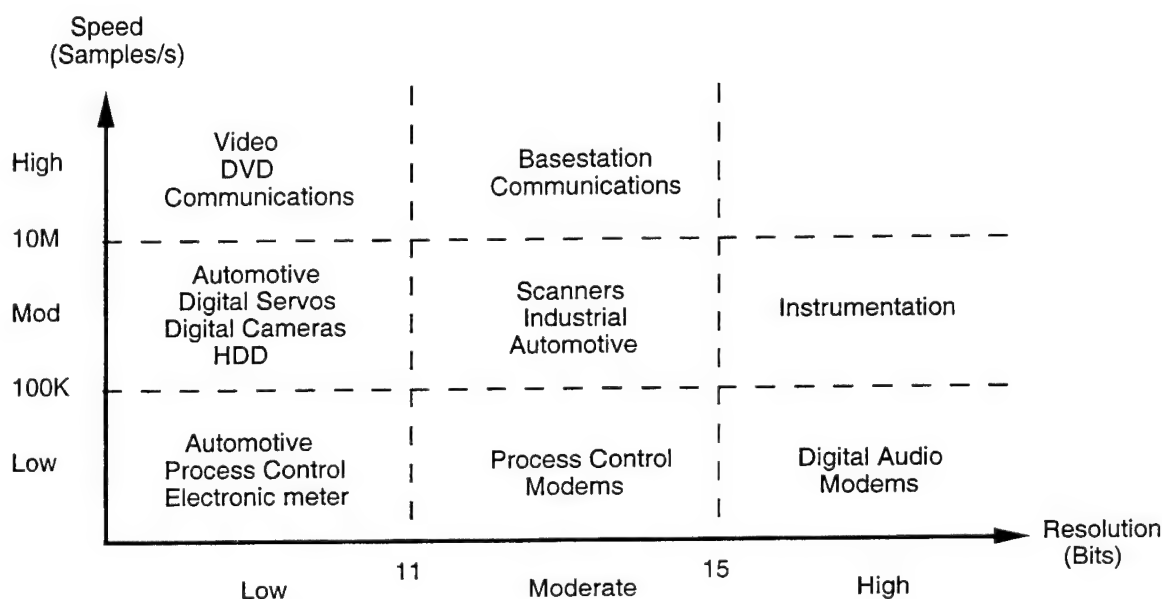 Speed
(Samples/s)
High
Video
DVD
Communications
Basestation
Communications
10M
Mod
Automotive
Digital Servos
Digital Cameras
HDD
Scanners
Industrial
Automotive
Instrumentation
100K
Low
Automotive
Process Control
Electronic meter
Process Control
Modems
Digital Audio
Modems
Resolution
(Bits)
11
15
Low
Moderate
High